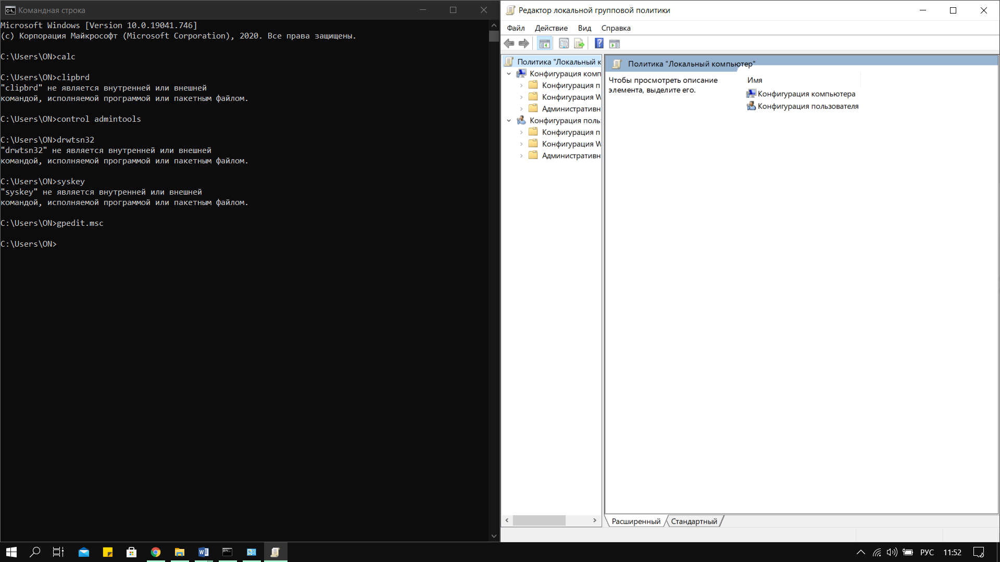 Командная строка
Microsoft Windows [Version 10.0.19041.746]
(c) Корпорация Майкрософт (Microsoft Corporation), 2020. Все права защищены.
C:\Users\ON>calc
C:\Users\ON>clipbrd
"clipbrd" не является внутренней или внешней
командой, исполняемой программой или пакетным файлом.
C:\Users\ON>control admintools
C:\Users\ON>drwtsn32
"drwtsn32" не является внутренней или внешней
командой, исполняемой программой или пакетным файлом.
C:\Users\ON>syskey
"syskey" не является внутренней или внешней
командой, исполняемой программой или пакетным файлом.
C:\Users\ON>gpedit.msc
C:\Users\ON>
Редактор локальной групповой политики
Файл Действие Вид Справка
Политика "Локальный к
Конфигурация комп
Конфигурация п
Конфигурация W
Административн
Конфигурация поль
Конфигурация п
Конфигурация W
Административн
Политика "Локальный компьютер"
Чтобы просмотреть описание
элемента, выделите его.
Имя
Конфигурация компьютера
Конфигурация пользователя
Расширенный Стандартный
РУС 11:52